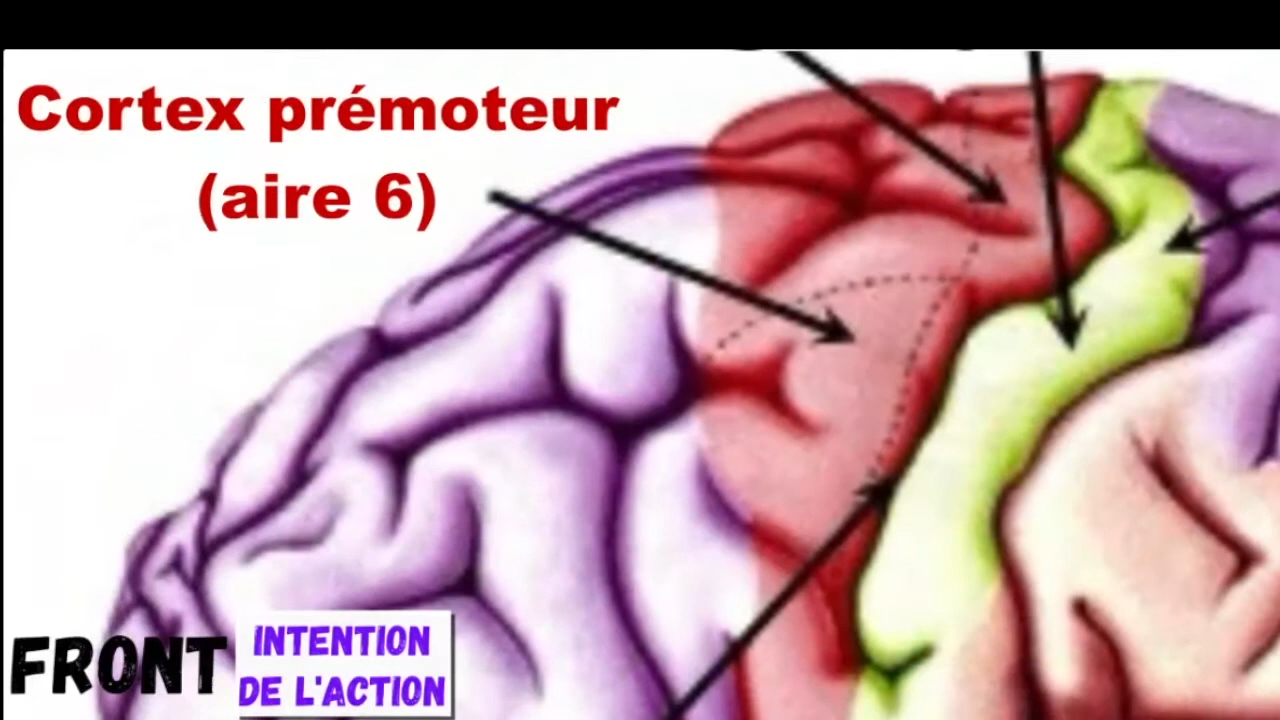 Cortex prémoteur
(aire 6)
FRONT
INTENTION
DE L'ACTION